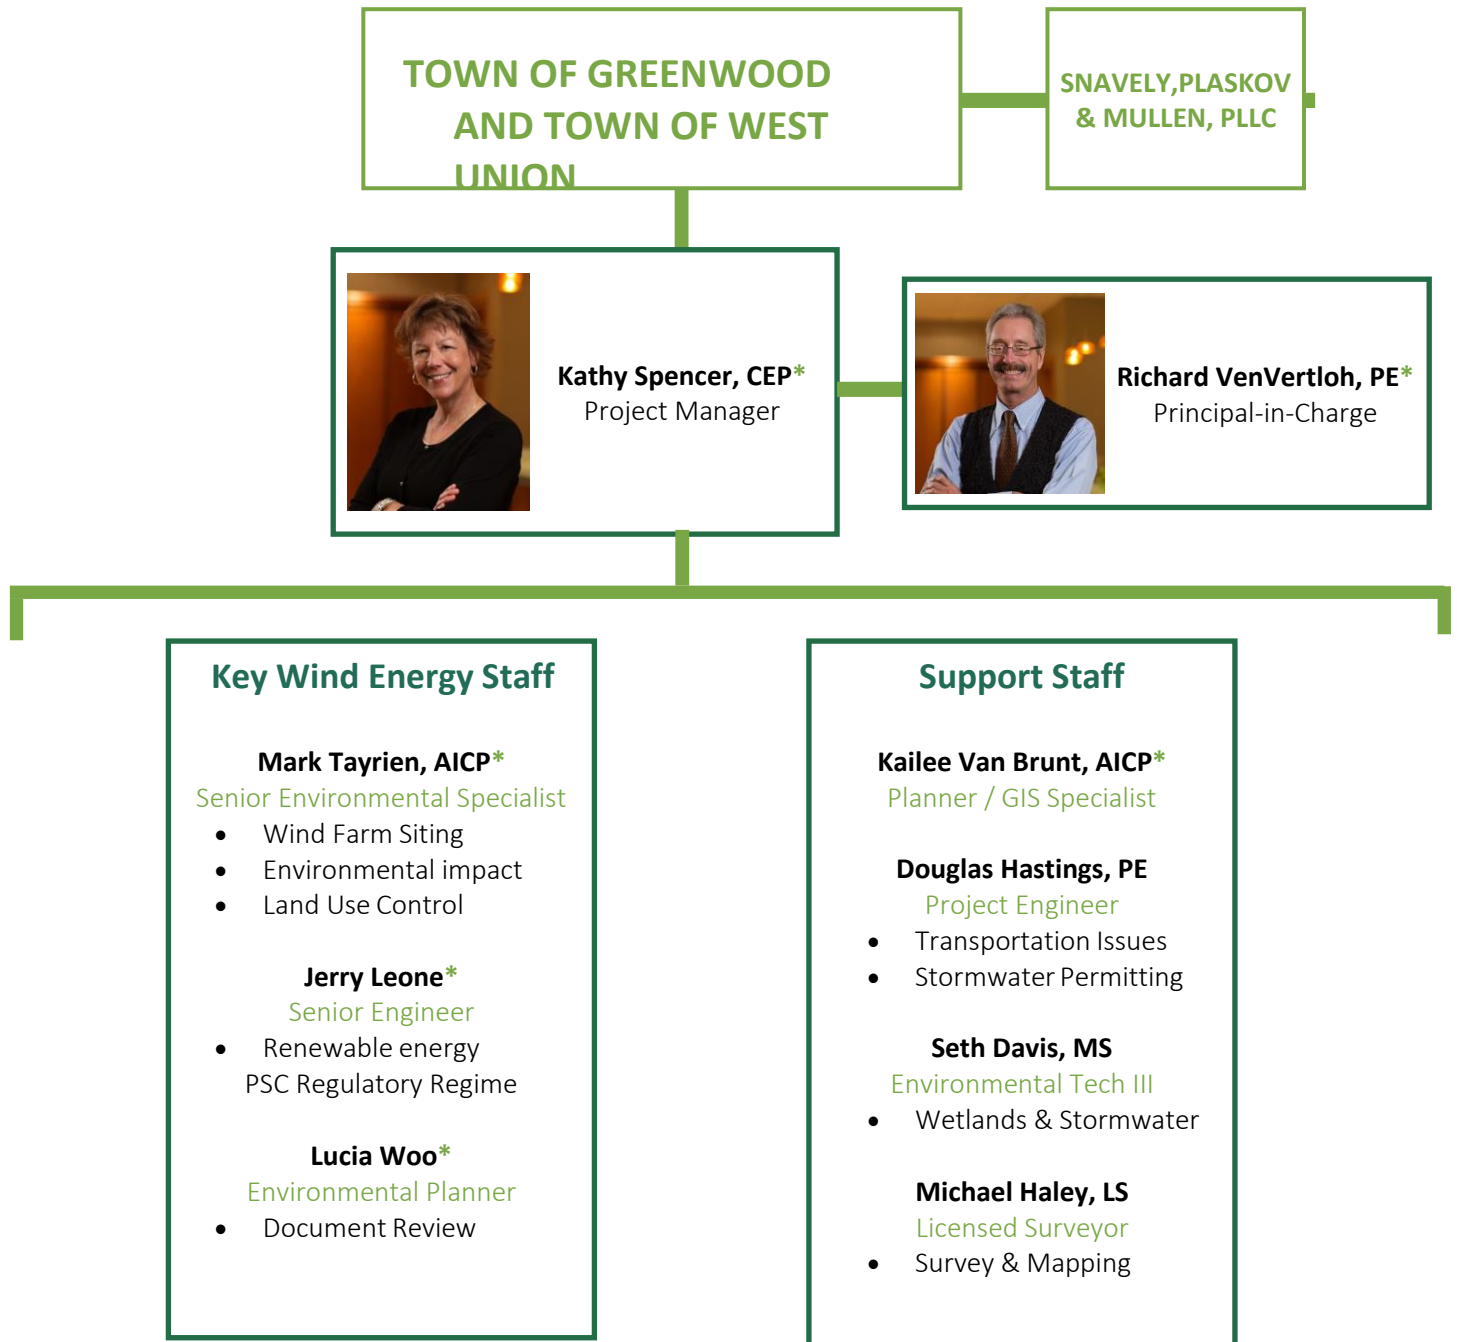 TOWN OF GREENWOOD
AND TOWN OF WEST
UNION
SNAVELY,PLASKOV
& MULLEN, PLLC
Kathy Spencer, CEP*
Project Manager
Richard VenVertloh, PE*
Principal-in-Charge
Key Wind Energy Staff
Mark Tayrien, AICP*
Senior Environmental Specialist
• Wind Farm Siting
• Environmental impact
• Land Use Control
Jerry Leone*
Senior Engineer
• Renewable energy
PSC Regulatory Regime
Lucia Woo*
Environmental Planner
• Document Review
Support Staff
Kailee Van Brunt, AICP*
Planner / GIS Specialist
Douglas Hastings, PE
Project Engineer
• Transportation Issues
• Stormwater Permitting
Seth Davis, MS
Environmental Tech III
• Wetlands & Stormwater
Michael Haley, LS
Licensed Surveyor
• Survey & Mapping